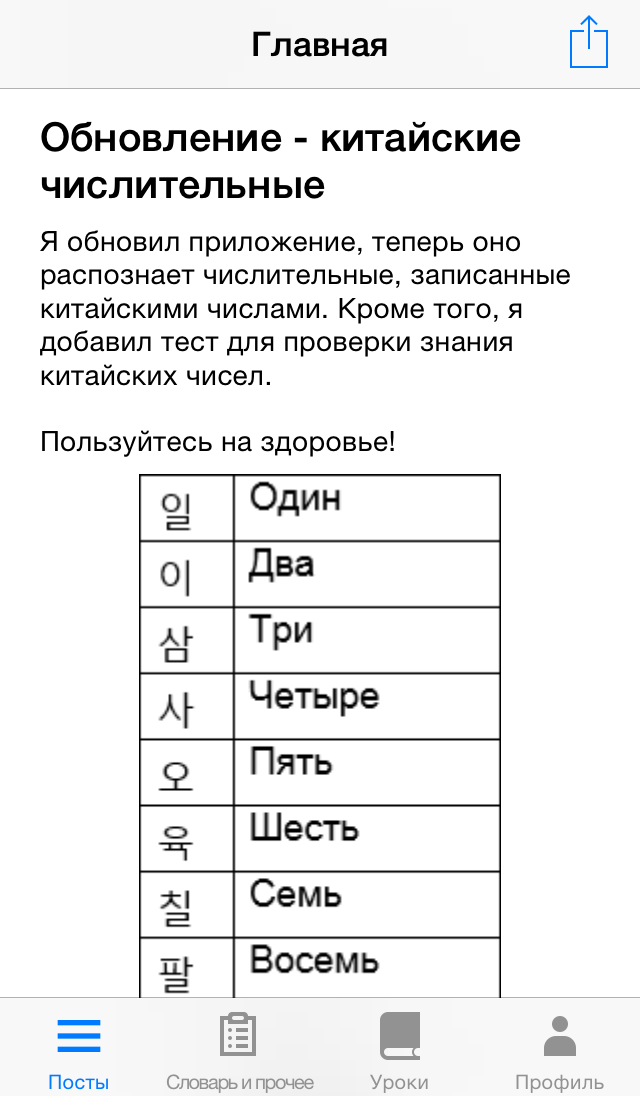 Главная
Обновление - китайские
числительные
Я обновил приложение, теперь оно
распознает числительные, записанные
китайскими числами. Кроме того, я
добавил тест для проверки знания
китайских чисел.
Пользуйтесь на здоровье!
일 Один
이 Два
삼 Три
사 Четыре
오 Пять
육 Шесть
칠 Семь
팔 Восемь
Посты Словарь и прочее Уроки Профиль